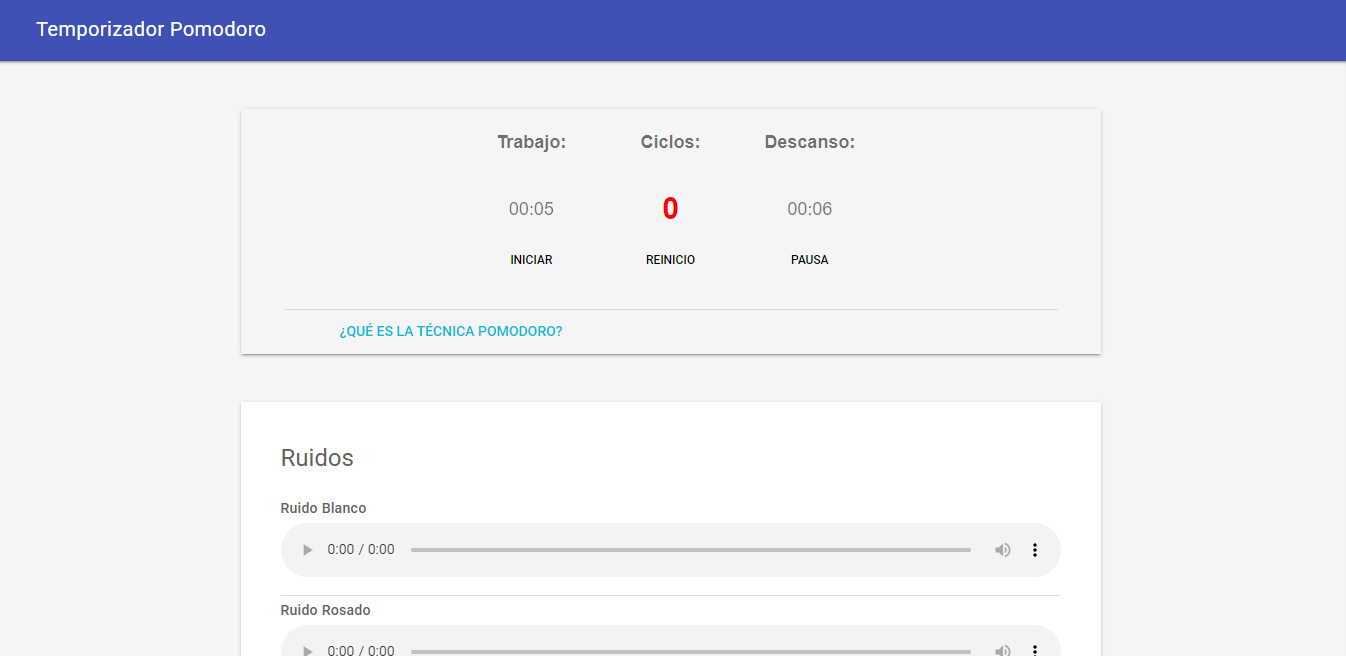 Temporizador Pomodoro
Trabajo: Ciclos: Descanso:
00:05 0 00:06
INICIAR REINICIO PAUSA
¿QUÉ ES LA TÉCNICA POMODORO?
Ruidos
Ruido Blanco
0:00 / 0:00
Ruido Rosado
0:00 / 0:00